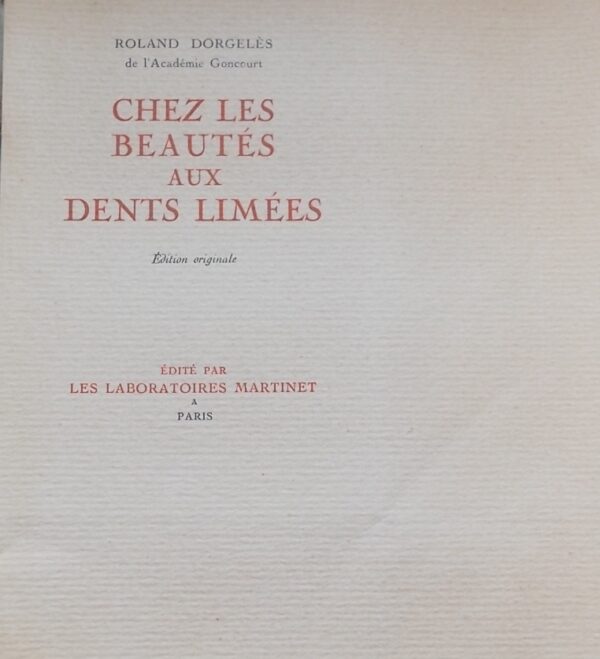 ROLAND DORGELÈS
de l'Académie Goncourt
CHEZ LES
BEAUTÉS
AUX
DENTS LIMÉES
Édition originale
ÉDITÉ PAR
LES LABORATOIRES MARTINET
A
PARIS